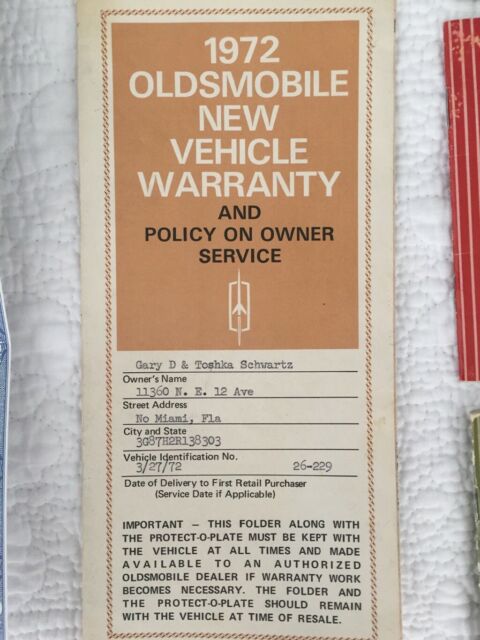 1972
OLDSMOBILE
NEW
VEHICLE
WARRANTY
AND
POLICY ON OWNER
SERVICE
Gary D & Toshka Schwartz
Owner's Name
11360 N. E. 12 Ave
Street Address
No Miami, Fla
City and State
3G87H2R138303
Vehicle Identification No.
3/27/72 26-229
Date of Delivery to First Retail Purchaser
(Service Date if Applicable)
IMPORTANT – THIS FOLDER ALONG WITH
THE PROTECT-O-PLATE MUST BE KEPT WITH
THE VEHICLE AT ALL TIMES AND MADE
AVAILABLE TO AN AUTHORIZED
OLDSMOBILE DEALER IF WARRANTY WORK
BECOMES NECESSARY. THE FOLDER AND
THE PROTECT-O-PLATE SHOULD REMAIN
WITH THE VEHICLE AT TIME OF RESALE.